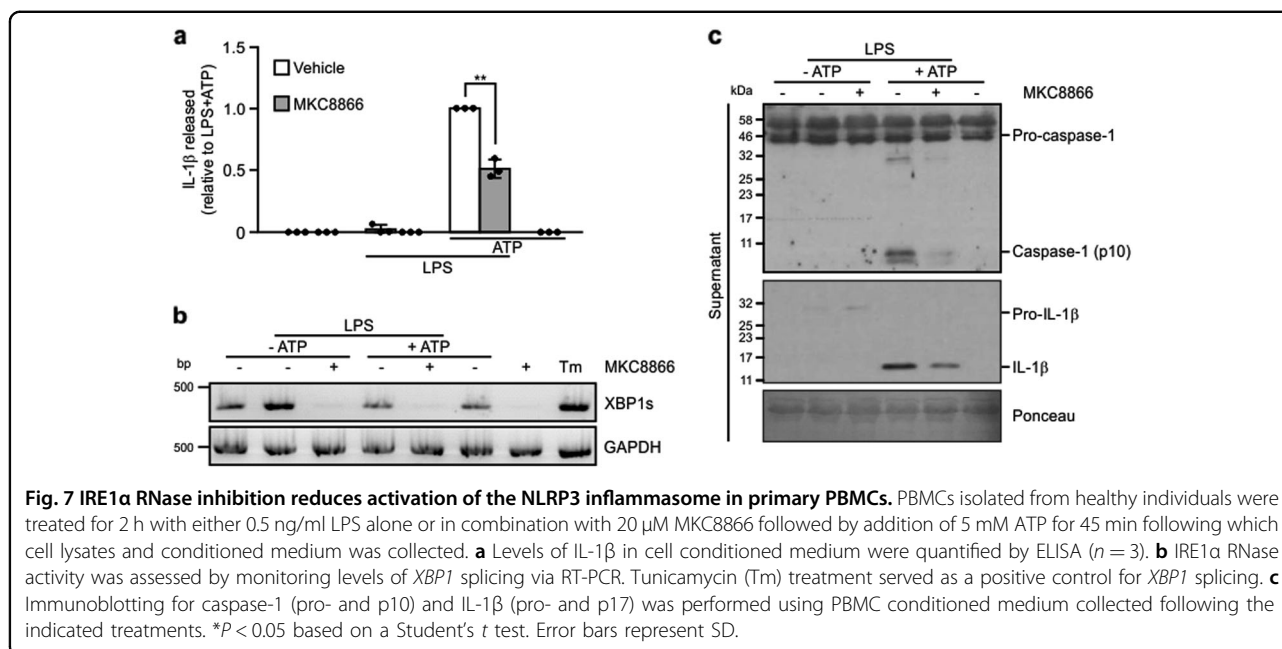 a
1.5
1.0
0.5
0
IL-1β released
(relative to LPS+ATP)
Vehicle
MKC8866
**
ATP
LPS
b
LPS
- ATP + ATP
bp - - + - + - + Tm MKC8866
500 XBP1s
500 GAPDH
c
LPS
- ATP + ATP
kDa - - + - + - MKC8866
58
46 Pro-caspase-1
32
25
23
17
11 Caspase-1 (p10)
32 Pro-IL-1β
25
23
17 IL-1β
11
Ponceau
Supernatant
Fig. 7 IRE1α RNase inhibition reduces activation of the NLRP3 inflammasome in primary PBMCs. PBMCs isolated from healthy individuals were
treated for 2 h with either 0.5 ng/ml LPS alone or in combination with 20 μM MKC8866 followed by addition of 5 mM ATP for 45 min following which
cell lysates and conditioned medium was collected. a Levels of IL-1β in cell conditioned medium were quantified by ELISA (n = 3). b IRE1α RNase
activity was assessed by monitoring levels of XBP1 splicing via RT-PCR. Tunicamycin (Tm) treatment served as a positive control for XBP1 splicing. c
Immunoblotting for caspase-1 (pro- and p10) and IL-1β (pro- and p17) was performed using PBMC conditioned medium collected following the
indicated treatments. *P < 0.05 based on a Student's t test. Error bars represent SD.